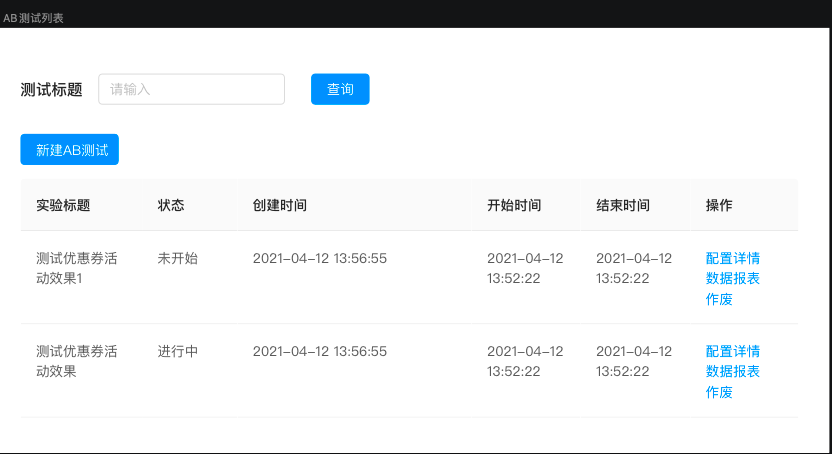 AB测试列表
测试标题 请输入 查询
新建AB测试
实验标题 状态 创建时间 开始时间 结束时间 操作
测试优惠券活 未开始 2021-04-12 13:56:55 2021-04-12 2021-04-12 配置详情
动效果1 13:52:22 13:52:22 数据报表
作废
测试优惠券活 进行中 2021-04-12 13:56:55 2021-04-12 2021-04-12 配置详情
动效果 13:52:22 13:52:22 数据报表
作废